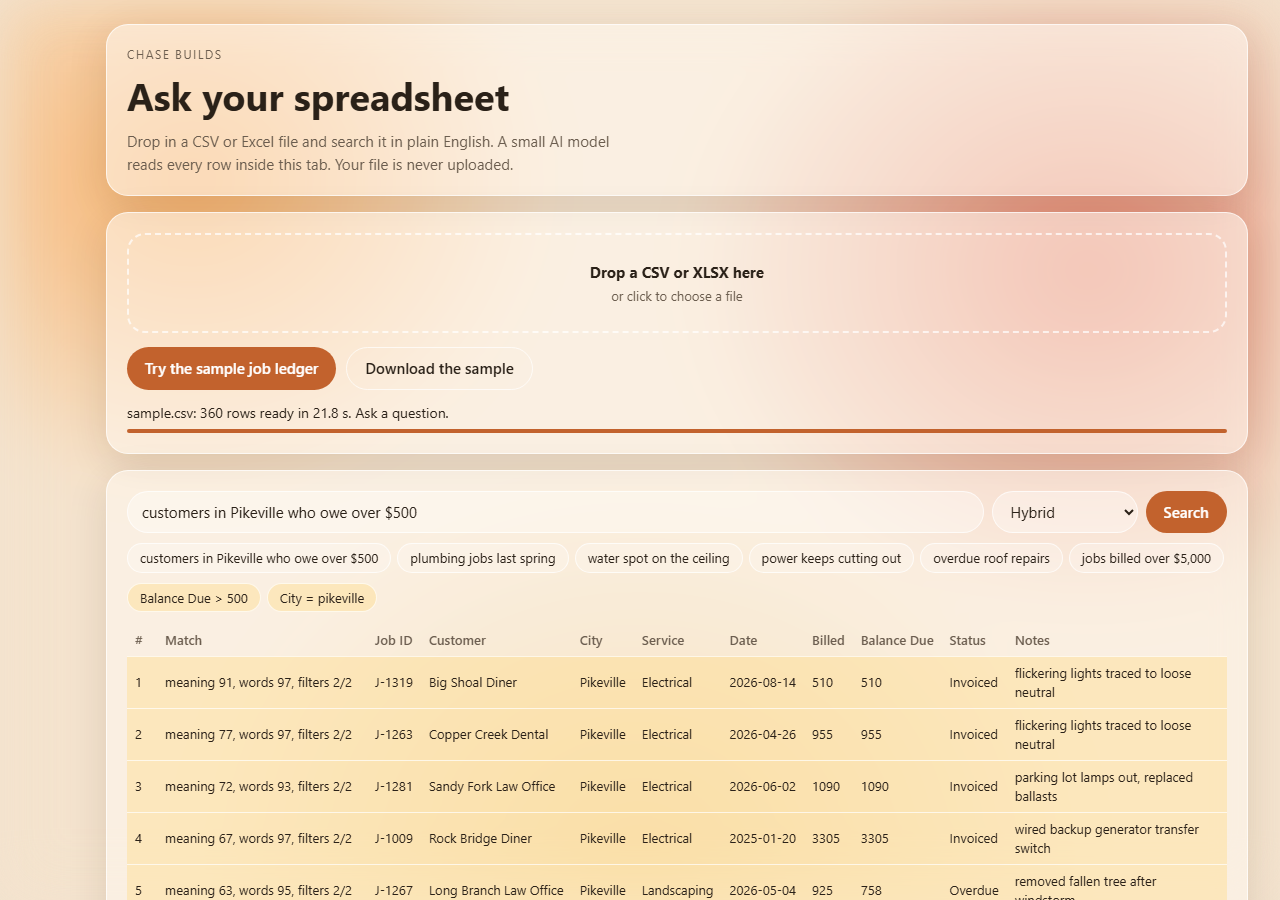 CHASE BUILDS
Ask your spreadsheet
Drop in a CSV or Excel file and search it in plain English. A small AI model
reads every row inside this tab. Your file is never uploaded.
Drop a CSV or XLSX here
or click to choose a file
Try the sample job ledger Download the sample
sample.csv: 360 rows ready in 21.8 s. Ask a question.
customers in Pikeville who owe over $500 Hybrid Search
customers in Pikeville who owe over $500 plumbing jobs last spring water spot on the ceiling power keeps cutting out overdue roof repairs jobs billed over $5,000
Balance Due > 500 City = pikeville
# Match Job ID Customer City Service Date Billed Balance Due Status Notes
1 meaning 91, words 97, filters 2/2 J-1319 Big Shoal Diner Pikeville Electrical 2026-08-14 510 510 Invoiced flickering lights traced to loose
neutral
2 meaning 77, words 97, filters 2/2 J-1263 Copper Creek Dental Pikeville Electrical 2026-04-26 955 955 Invoiced flickering lights traced to loose
neutral
3 meaning 72, words 93, filters 2/2 J-1281 Sandy Fork Law Office Pikeville Electrical 2026-06-02 1090 1090 Invoiced parking lot lamps out, replaced
ballasts
4 meaning 67, words 97, filters 2/2 J-1009 Rock Bridge Diner Pikeville Electrical 2025-01-20 3305 3305 Invoiced wired backup generator transfer
switch
5 meaning 63, words 95, filters 2/2 J-1267 Long Branch Law Office Pikeville Landscaping 2026-05-04 925 758 Overdue removed fallen tree after